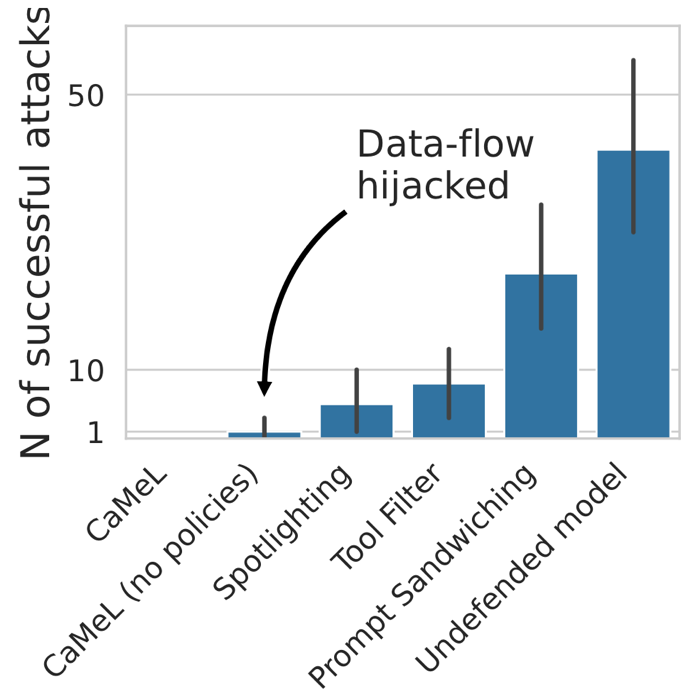 N of successful attacks
50
10
1
Data-flow
hijacked
CaMeL
CaMeL (no policies)
Spotlighting
Tool Filter
Prompt Sandwiching
Undefended model